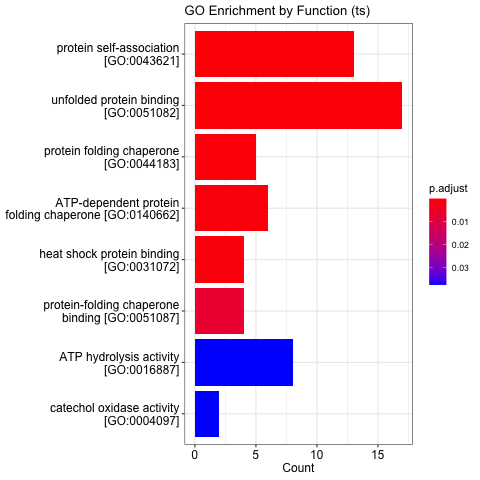 GO Enrichment by Function (ts)
protein self-association
[GO:0043621]
unfolded protein binding
[GO:0051082]
protein folding chaperone
[GO:0044183]
ATP-dependent protein
folding chaperone [GO:0140662]
heat shock protein binding
[GO:0031072]
protein-folding chaperone
binding [GO:0051087]
ATP hydrolysis activity
[GO:0016887]
catechol oxidase activity
[GO:0004097]
0 5 10 15
Count
p.adjust
0.01
0.02
0.03